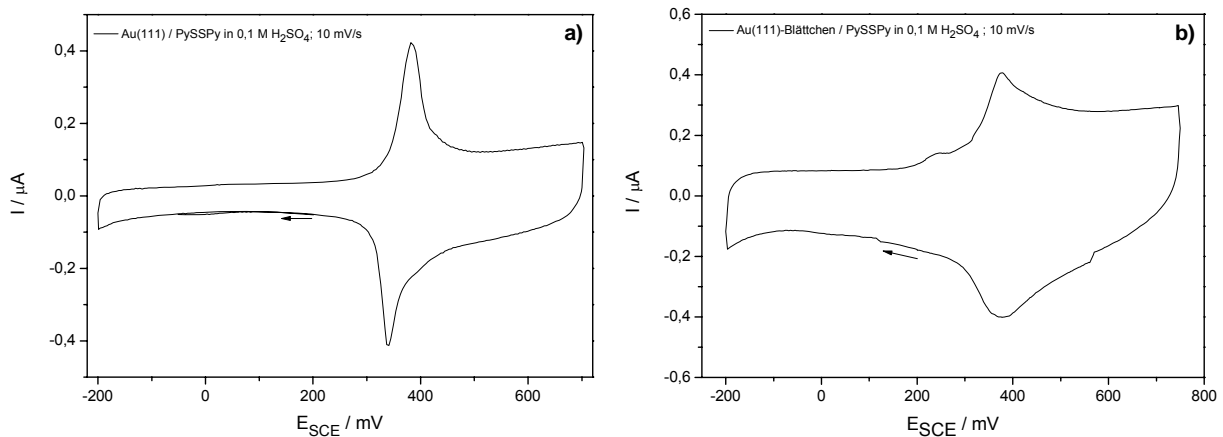 Au(111) / PySSPy in 0,1 M H₂SO₄; 10 mV/s
a)
0,4
0,2
0,0
-0,2
-0,4
I / μA
-200
0
200
400
600
E_SCE / mV
Au(111)-Blättchen / PySSPy in 0,1 M H₂SO₄ ; 10 mV/s
b)
0,6
0,4
0,2
0,0
-0,2
-0,4
-0,6
I / μA
-200
0
200
400
600
800
E_SCE / mV